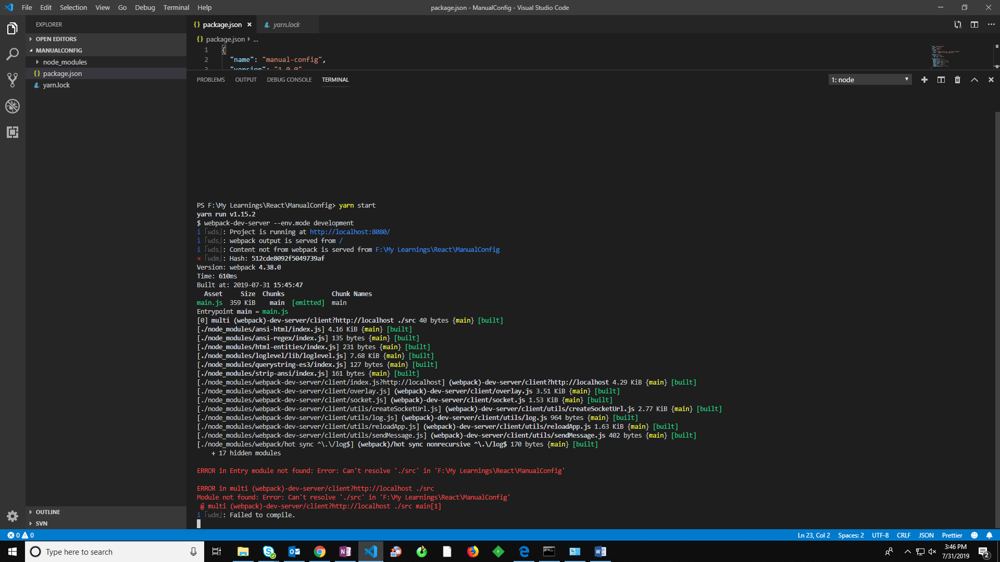 File Edit Selection View Go Debug Terminal Help
package.json - ManualConfig - Visual Studio Code
EXPLORER
OPEN EDITORS
MANUALCONFIG
node_modules
{} package.json
yarn.lock
OUTLINE
SVN
{} package.json × yarn.lock
{} package.json ...
1 {
2 "name": "manual-config",
3 "version": "1.0.0"
PROBLEMS OUTPUT DEBUG CONSOLE TERMINAL
1: node
PS F:\My Learnings\React\ManualConfig> yarn start
yarn run v1.15.2
$ webpack-dev-server --env.mode development
i ｢wds｣: Project is running at http://localhost:8080/
i ｢wds｣: webpack output is served from /
i ｢wds｣: Content not from webpack is served from F:\My Learnings\React\ManualConfig
× ｢wdm｣: Hash: 512cde8092f5049739af
Version: webpack 4.38.0
Time: 610ms
Built at: 2019-07-31 15:45:47
Asset Size Chunks Chunk Names
main.js 359 KiB main [emitted] main
Entrypoint main = main.js
[0] multi (webpack)-dev-server/client?http://localhost ./src 40 bytes {main} [built]
[./node_modules/ansi-html/index.js] 4.16 KiB {main} [built]
[./node_modules/ansi-regex/index.js] 135 bytes {main} [built]
[./node_modules/html-entities/index.js] 231 bytes {main} [built]
[./node_modules/loglevel/lib/loglevel.js] 7.68 KiB {main} [built]
[./node_modules/querystring-es3/index.js] 127 bytes {main} [built]
[./node_modules/strip-ansi/index.js] 161 bytes {main} [built]
[./node_modules/webpack-dev-server/client/index.js?http://localhost] (webpack)-dev-server/client?http://localhost 4.29 KiB {main} [built]
[./node_modules/webpack-dev-server/client/overlay.js] (webpack)-dev-server/client/overlay.js 3.51 KiB {main} [built]
[./node_modules/webpack-dev-server/client/socket.js] (webpack)-dev-server/client/socket.js 1.53 KiB {main} [built]
[./node_modules/webpack-dev-server/client/utils/createSocketUrl.js] (webpack)-dev-server/client/utils/createSocketUrl.js 2.77 KiB {main} [built]
[./node_modules/webpack-dev-server/client/utils/log.js] (webpack)-dev-server/client/utils/log.js 964 bytes {main} [built]
[./node_modules/webpack-dev-server/client/utils/reloadApp.js] (webpack)-dev-server/client/utils/reloadApp.js 1.63 KiB {main} [built]
[./node_modules/webpack-dev-server/client/utils/sendMessage.js] (webpack)-dev-server/client/utils/sendMessage.js 402 bytes {main} [built]
[./node_modules/webpack/hot sync ^\.\/log$] (webpack)/hot sync nonrecursive ^\.\/log$ 170 bytes {main} [built]
+ 17 hidden modules
ERROR in Entry module not found: Error: Can't resolve './src' in 'F:\My Learnings\React\ManualConfig'
ERROR in multi (webpack)-dev-server/client?http://localhost ./src
Module not found: Error: Can't resolve './src' in 'F:\My Learnings\React\ManualConfig'
@ multi (webpack)-dev-server/client?http://localhost ./src main[1]
i ｢wdm｣: Failed to compile.
0 0
Ln 23, Col 2 Spaces: 2 UTF-8 CRLF JSON Prettier
Type here to search
3:46 PM
7/31/2019
2